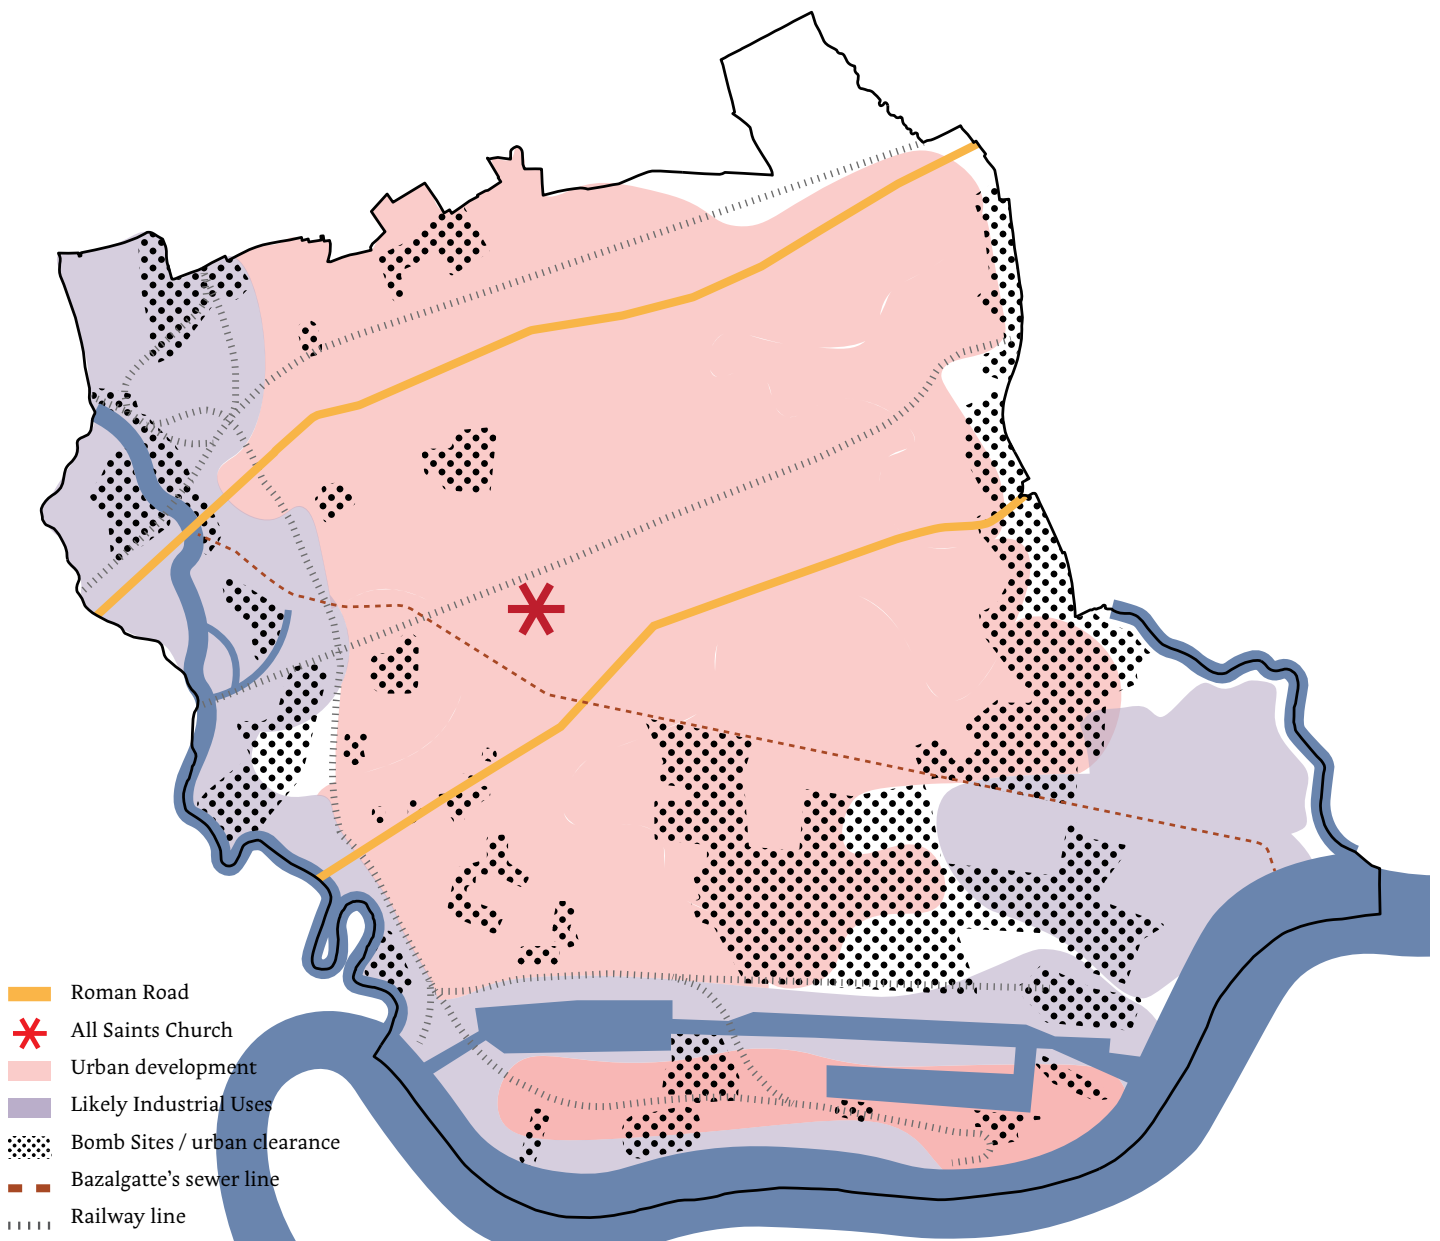 Roman Road
All Saints Church
Urban development
Likely Industrial Uses
Bomb Sites / urban clearance
Bazalgatte's sewer line
Railway line